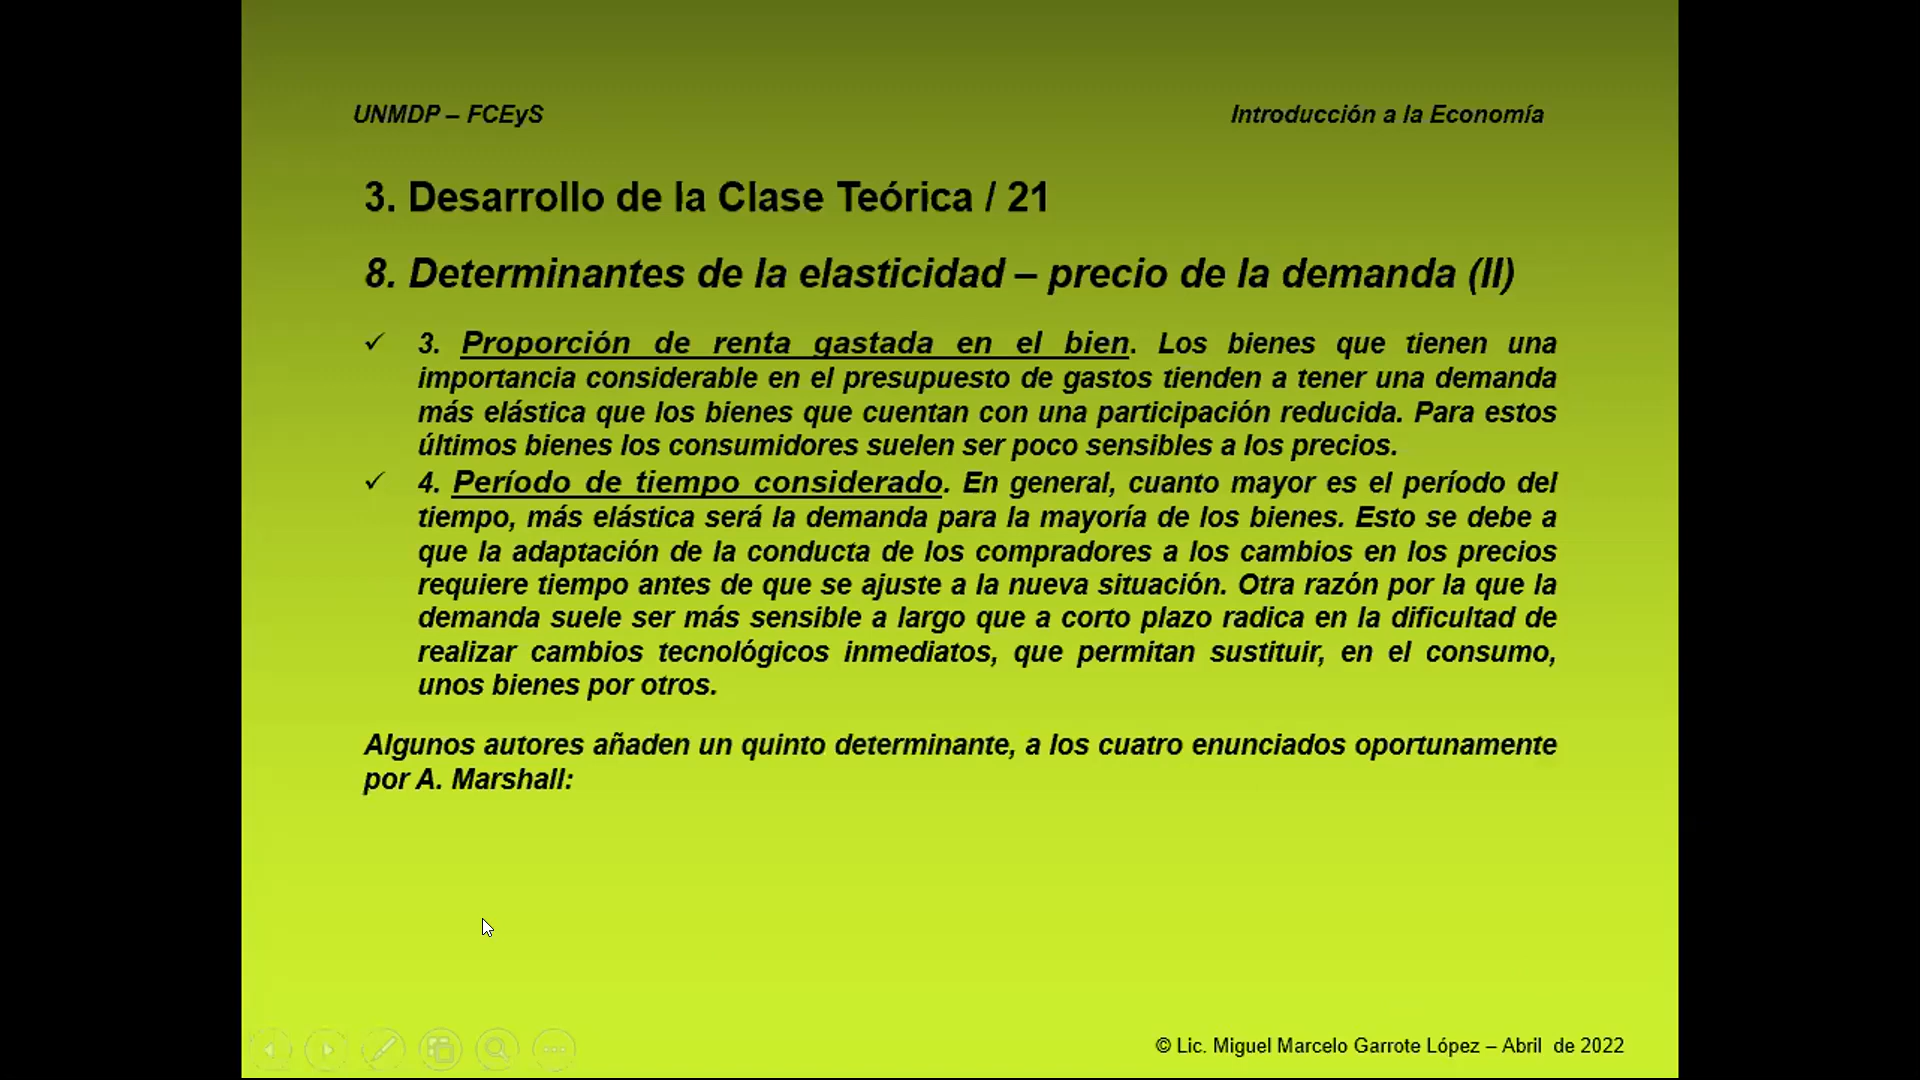 UNMDP – FCEyS
Introducción a la Economía
3. Desarrollo de la Clase Teórica / 21
8. Determinantes de la elasticidad – precio de la demanda (II)
✓ 3. Proporción de renta gastada en el bien. Los bienes que tienen una
importancia considerable en el presupuesto de gastos tienden a tener una demanda
más elástica que los bienes que cuentan con una participación reducida. Para estos
últimos bienes los consumidores suelen ser poco sensibles a los precios.
✓ 4. Período de tiempo considerado. En general, cuanto mayor es el período del
tiempo, más elástica será la demanda para la mayoría de los bienes. Esto se debe a
que la adaptación de la conducta de los compradores a los cambios en los precios
requiere tiempo antes de que se ajuste a la nueva situación. Otra razón por la que la
demanda suele ser más sensible a largo que a corto plazo radica en la dificultad de
realizar cambios tecnológicos inmediatos, que permitan sustituir, en el consumo,
unos bienes por otros.
Algunos autores añaden un quinto determinante, a los cuatro enunciados oportunamente
por A. Marshall:
© Lic. Miguel Marcelo Garrote López – Abril de 2022